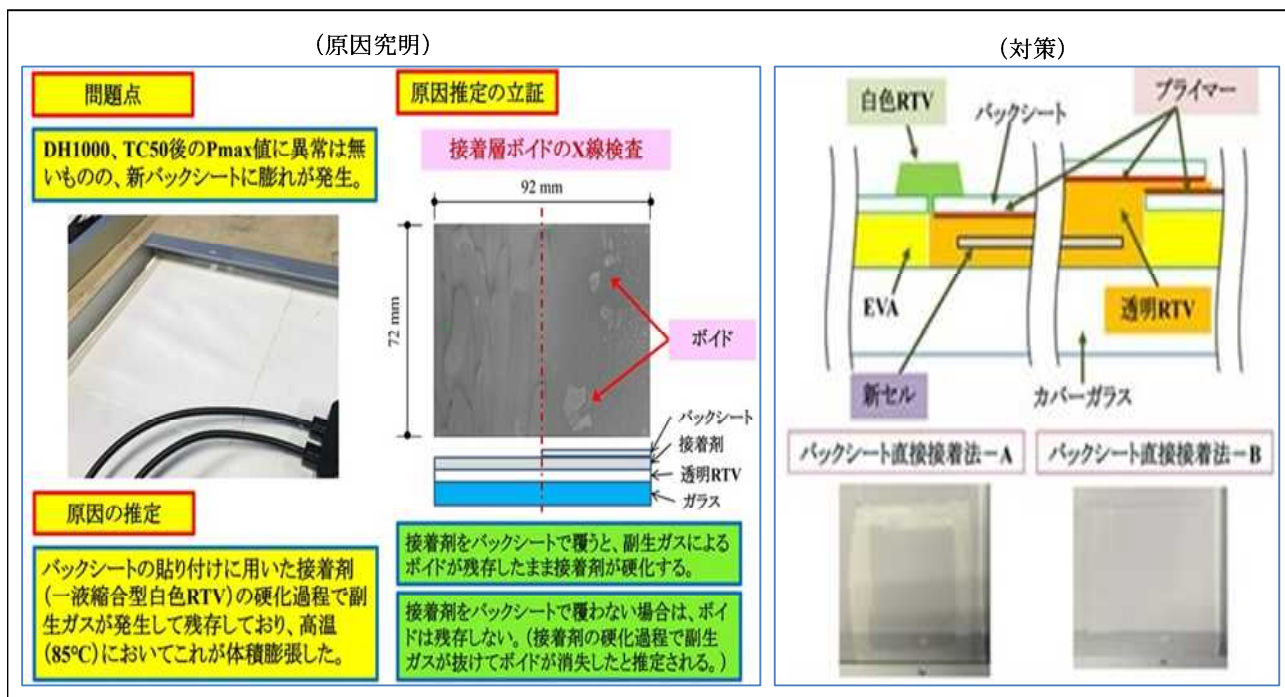 （原因究明）
問題点
DH1000、TC50後のPmax値に異常は無
いものの、新バックシートに膨れが発生。
原因の推定
バックシートの貼り付けに用いた接着剤
（一液縮合型白色RTV）の硬化過程で副
生ガスが発生して残存しており、高温
（85℃）においてこれが体積膨張した。
原因推定の立証
接着層ボイドのX線検査
92 mm
72 mm
ボイド
バックシート
接着剤
透明RTV
ガラス
接着剤をバックシートで覆うと、副生ガスによる
ボイドが残存したまま接着剤が硬化する。
接着剤をバックシートで覆わない場合は、ボイ
ドは残存しない。（接着剤の硬化過程で副生
ガスが抜けてボイドが消失したと推定される。）
（対策）
白色RTV
バックシート
プライマー
EVA
透明RTV
新セル
カバーガラス
バックシート直接接着法－A
バックシート直接接着法－B